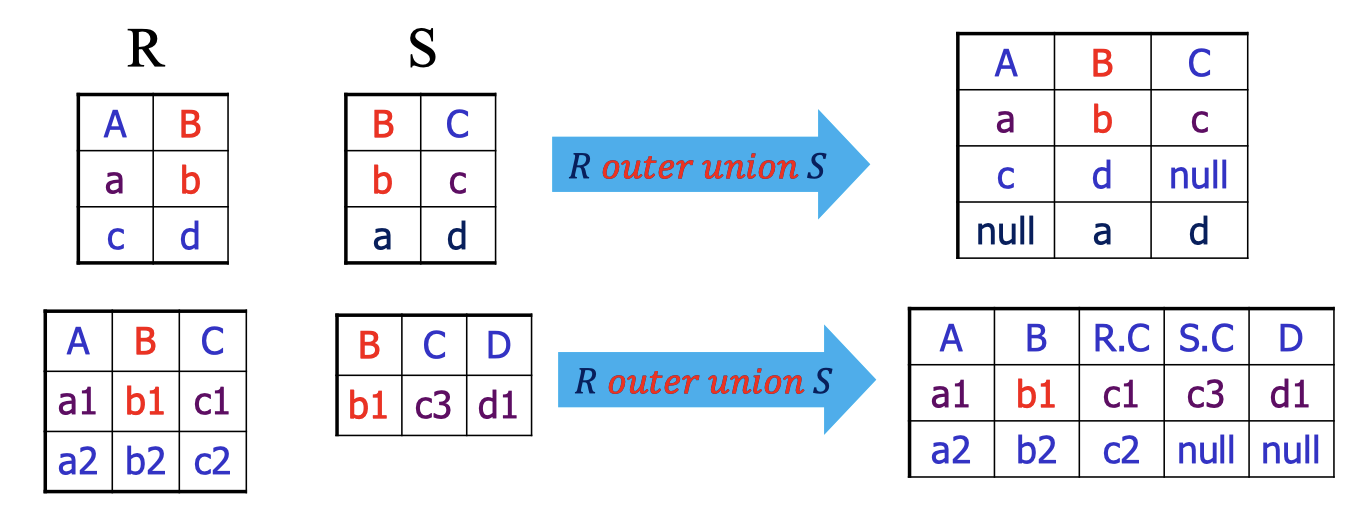 R S
A B
a b
c d
B C
b c
a d
R outer union S
A B C
a b c
c d null
null a d
A B C
a1 b1 c1
a2 b2 c2
B C D
b1 c3 d1
R outer union S
A B R.C S.C D
a1 b1 c1 c3 d1
a2 b2 c2 null null